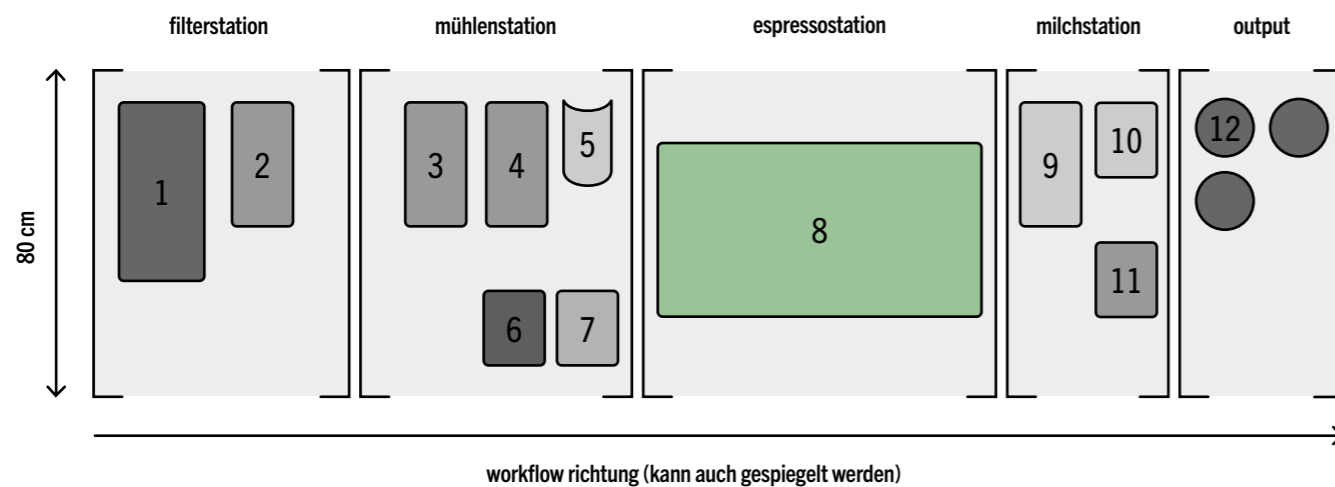 filterstation
mühlenstation
espressostation
milchstation
output
80 cm
1
2
3
4
5
6
7
8
9
10
11
12
workflow richtung (kann auch gespiegelt werden)